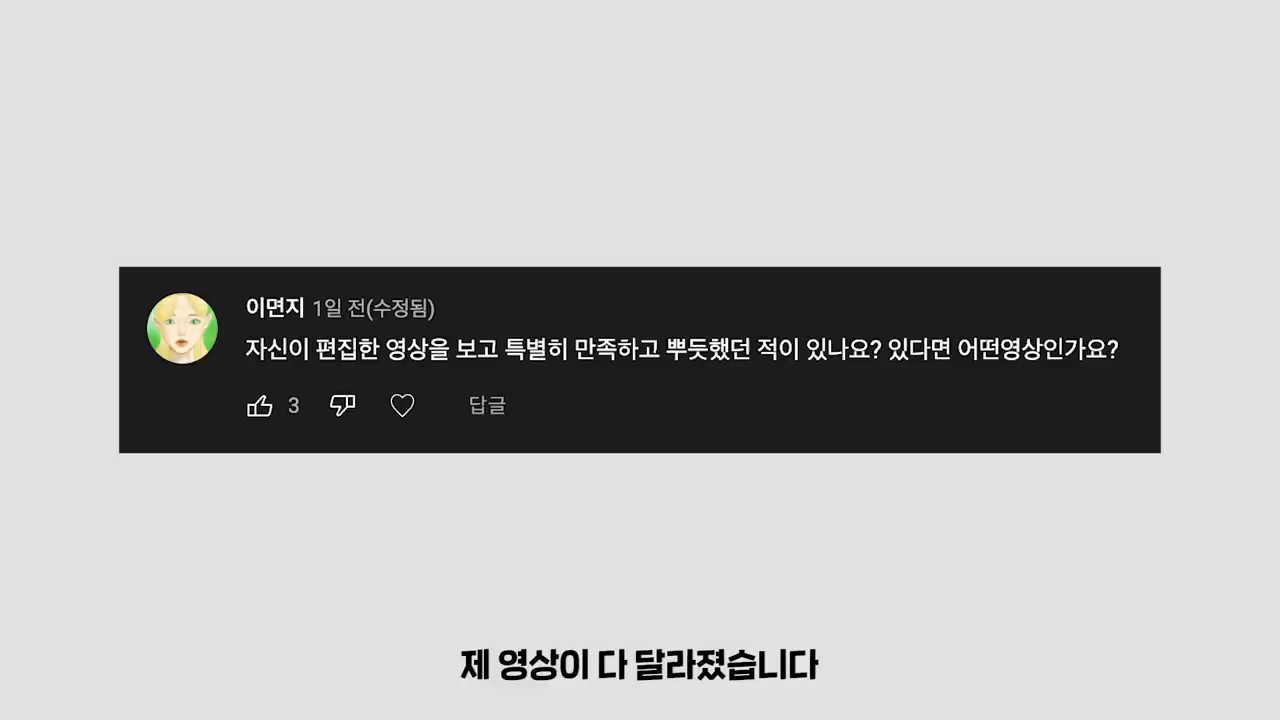 이면지 1일 전(수정됨)
자신이 편집한 영상을 보고 특별히 만족하고 뿌듯했던 적이 있나요? 있다면 어떤영상인가요?
3 답글
제 영상이 다 달라졌습니다